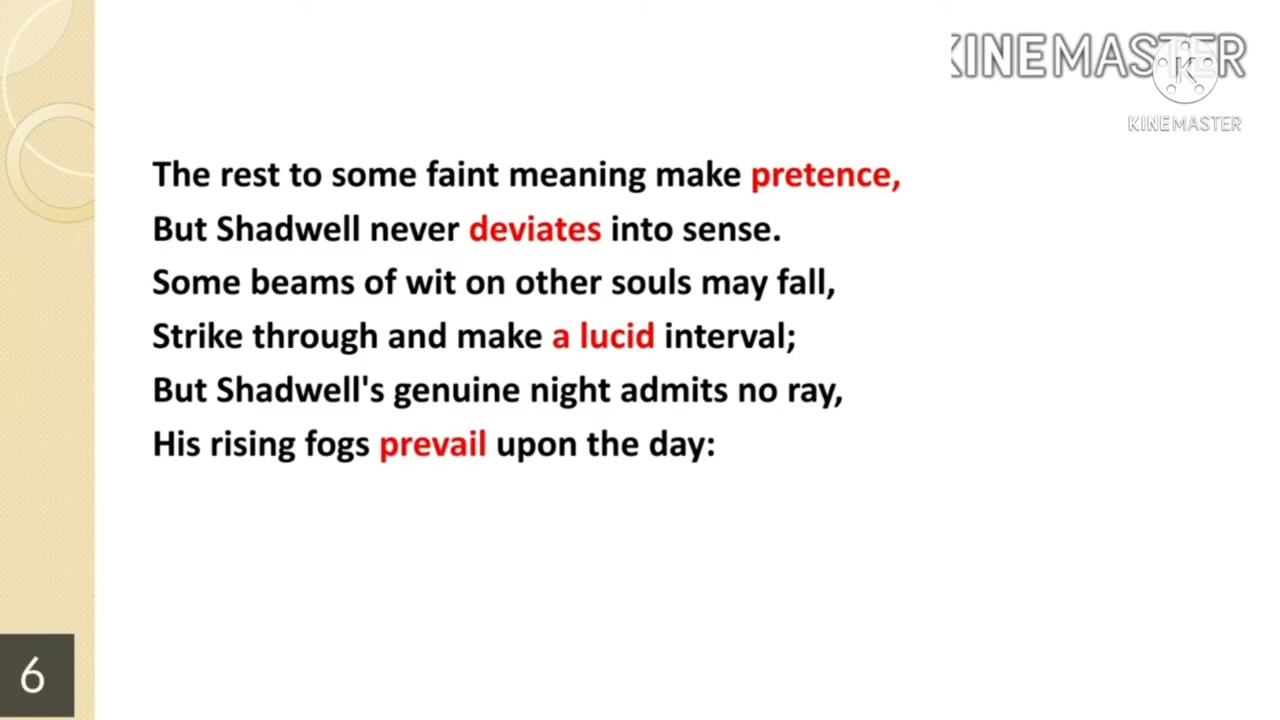 KINEMASTER
KINEMASTER
The rest to some faint meaning make pretence,
But Shadwell never deviates into sense.
Some beams of wit on other souls may fall,
Strike through and make a lucid interval;
But Shadwell's genuine night admits no ray,
His rising fogs prevail upon the day:
6